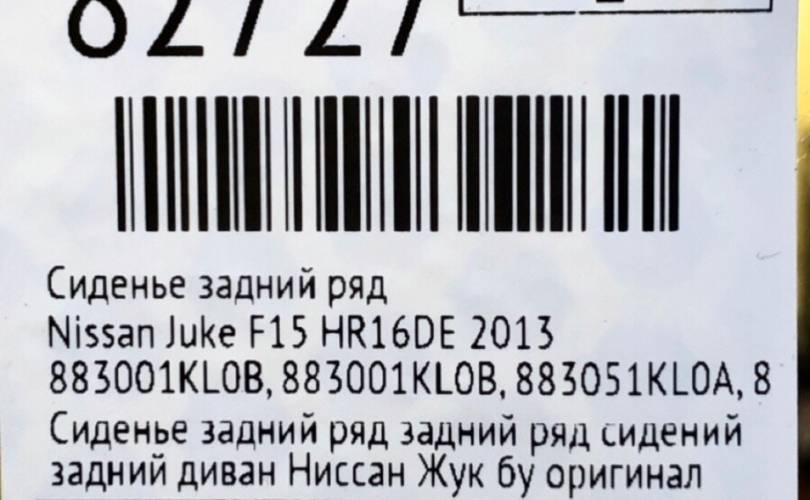 82727
Сиденье задний ряд
Nissan Juke F15 HR16DE 2013
883001KL0B, 883001KL0B, 883051KL0A, 8
Сиденье задний ряд задний ряд сидений
задний диван Ниссан Жук бу оригинал